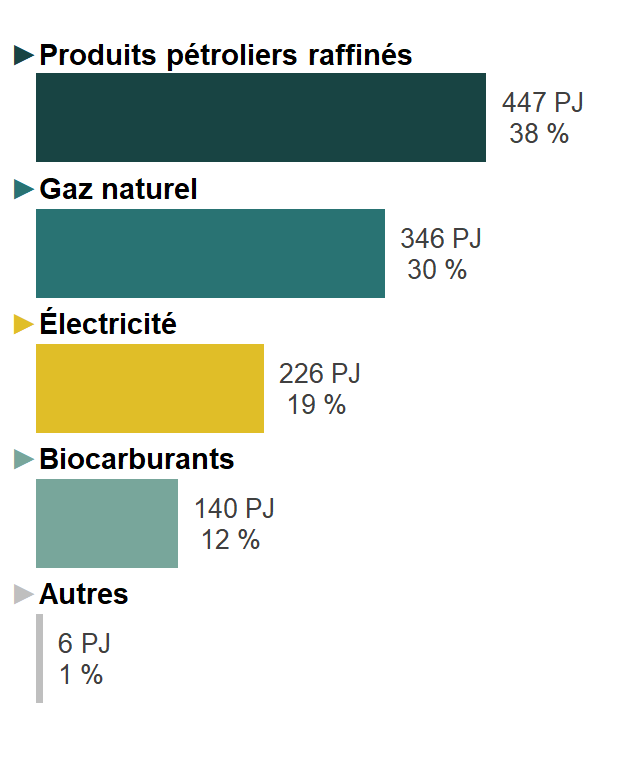 Produits pétroliers raffinés
447 PJ
38 %
Gaz naturel
346 PJ
30 %
Électricité
226 PJ
19 %
Biocarburants
140 PJ
12 %
Autres
6 PJ
1 %